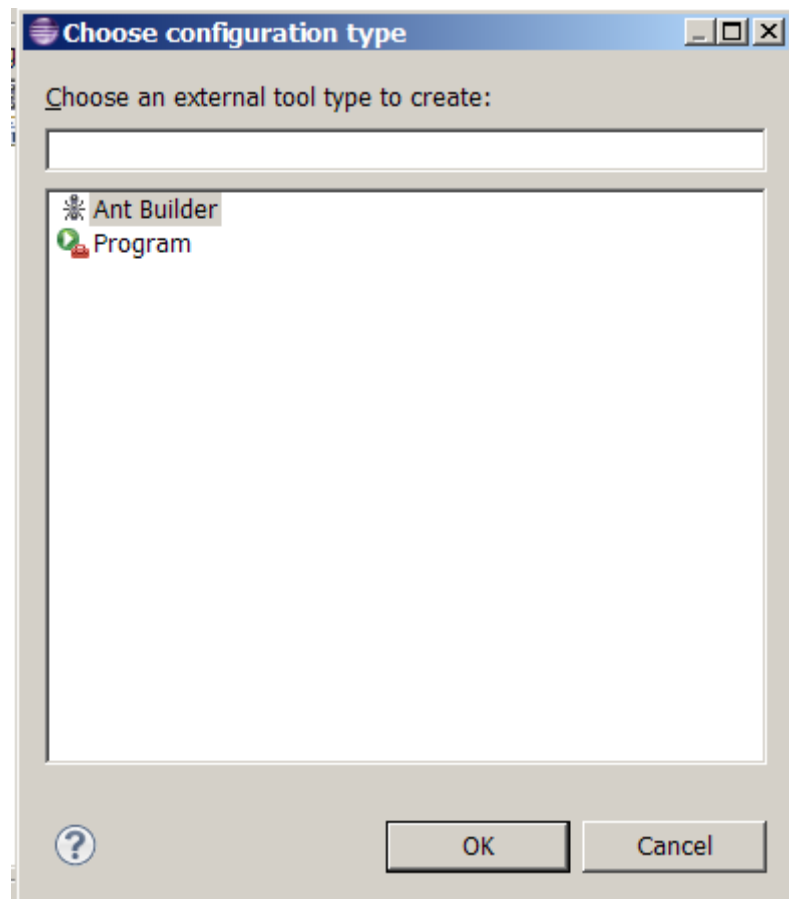 Choose configuration type
Choose an external tool type to create:
Ant Builder
Program
?
OK
Cancel